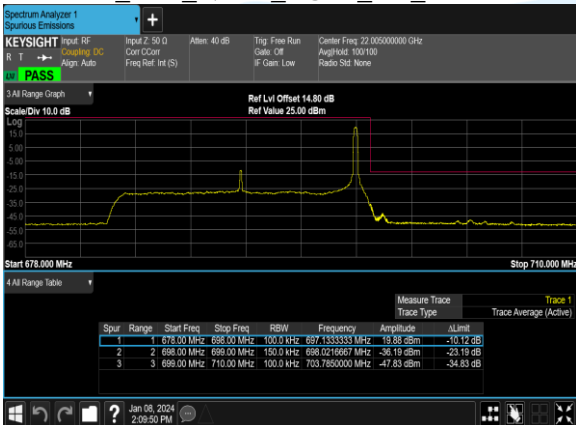 Spectrum Analyzer 1
Spurious Emissions
+
KEYSIGHT Input: RF Input Z: 50 Ω Atten: 40 dB Trig: Free Run Center Freq: 22.005000000 GHz
R T Coupling: DC Corr CCorr Gate: Off Avg|Hold: 100/100
Align: Auto Freq Ref: Int (S) IF Gain: Low Radio Std: None
PASS
3 All Range Graph
Ref Lvl Offset 14.80 dB
Scale/Div 10.0 dB Ref Value 25.00 dBm
Log
15.0
5.00
-5.00
-15.0
-25.0
-35.0
-45.0
-55.0
-65.0
Start 678.000 MHz Stop 710.000 MHz
4 All Range Table
Measure Trace Trace 1
Trace Type Trace Average (Active)
Spur Range Start Freq Stop Freq RBW Frequency Amplitude ΔLimit
1 1 678.00 MHz 698.00 MHz 100.0 kHz 697.1333333 MHz 19.88 dBm -10.12 dB
2 2 698.00 MHz 699.00 MHz 150.0 kHz 698.0216667 MHz -36.19 dBm -23.19 dB
3 3 699.00 MHz 710.00 MHz 100.0 kHz 703.7850000 MHz -47.83 dBm -34.83 dB
? Jan 08, 2024
2:09:50 PM